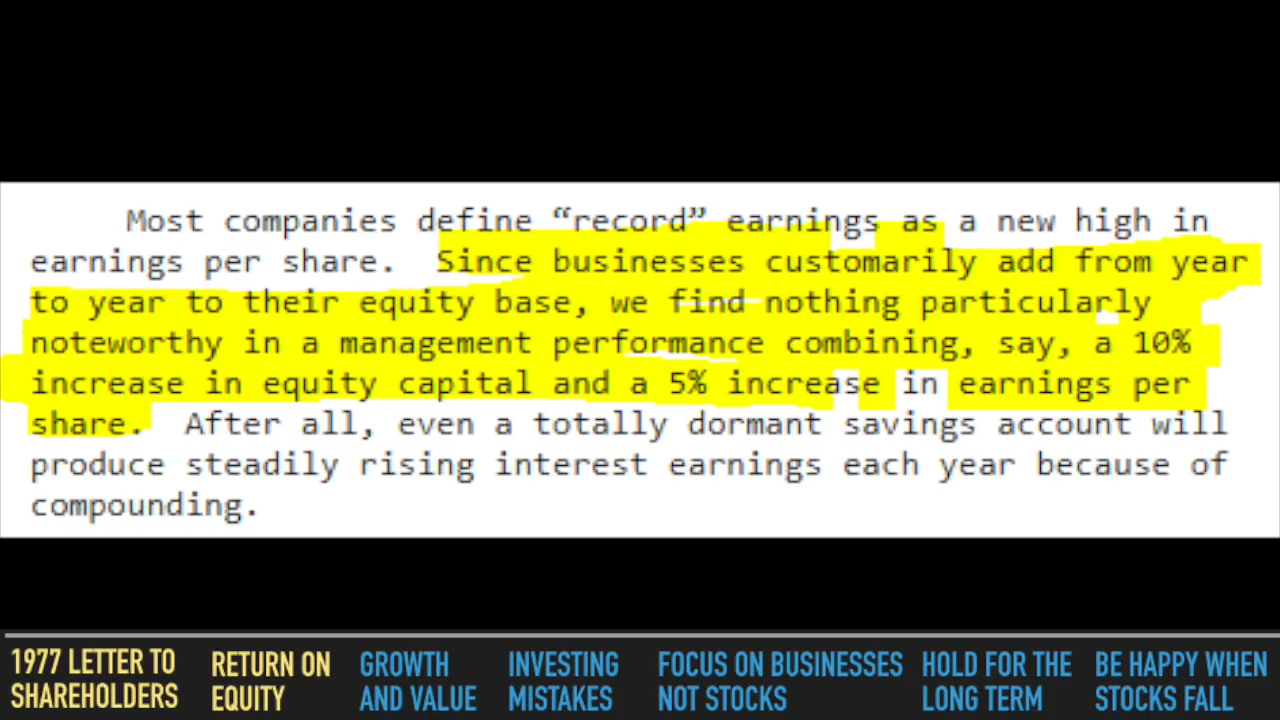 Most companies define “record” earnings as a new high in
earnings per share. Since businesses customarily add from year
to year to their equity base, we find nothing particularly
noteworthy in a management performance combining, say, a 10%
increase in equity capital and a 5% increase in earnings per
share. After all, even a totally dormant savings account will
produce steadily rising interest earnings each year because of
compounding.
1977 LETTER TO
SHAREHOLDERS
RETURN ON
EQUITY
GROWTH
AND VALUE
INVESTING
MISTAKES
FOCUS ON BUSINESSES
NOT STOCKS
HOLD FOR THE
LONG TERM
BE HAPPY WHEN
STOCKS FALL